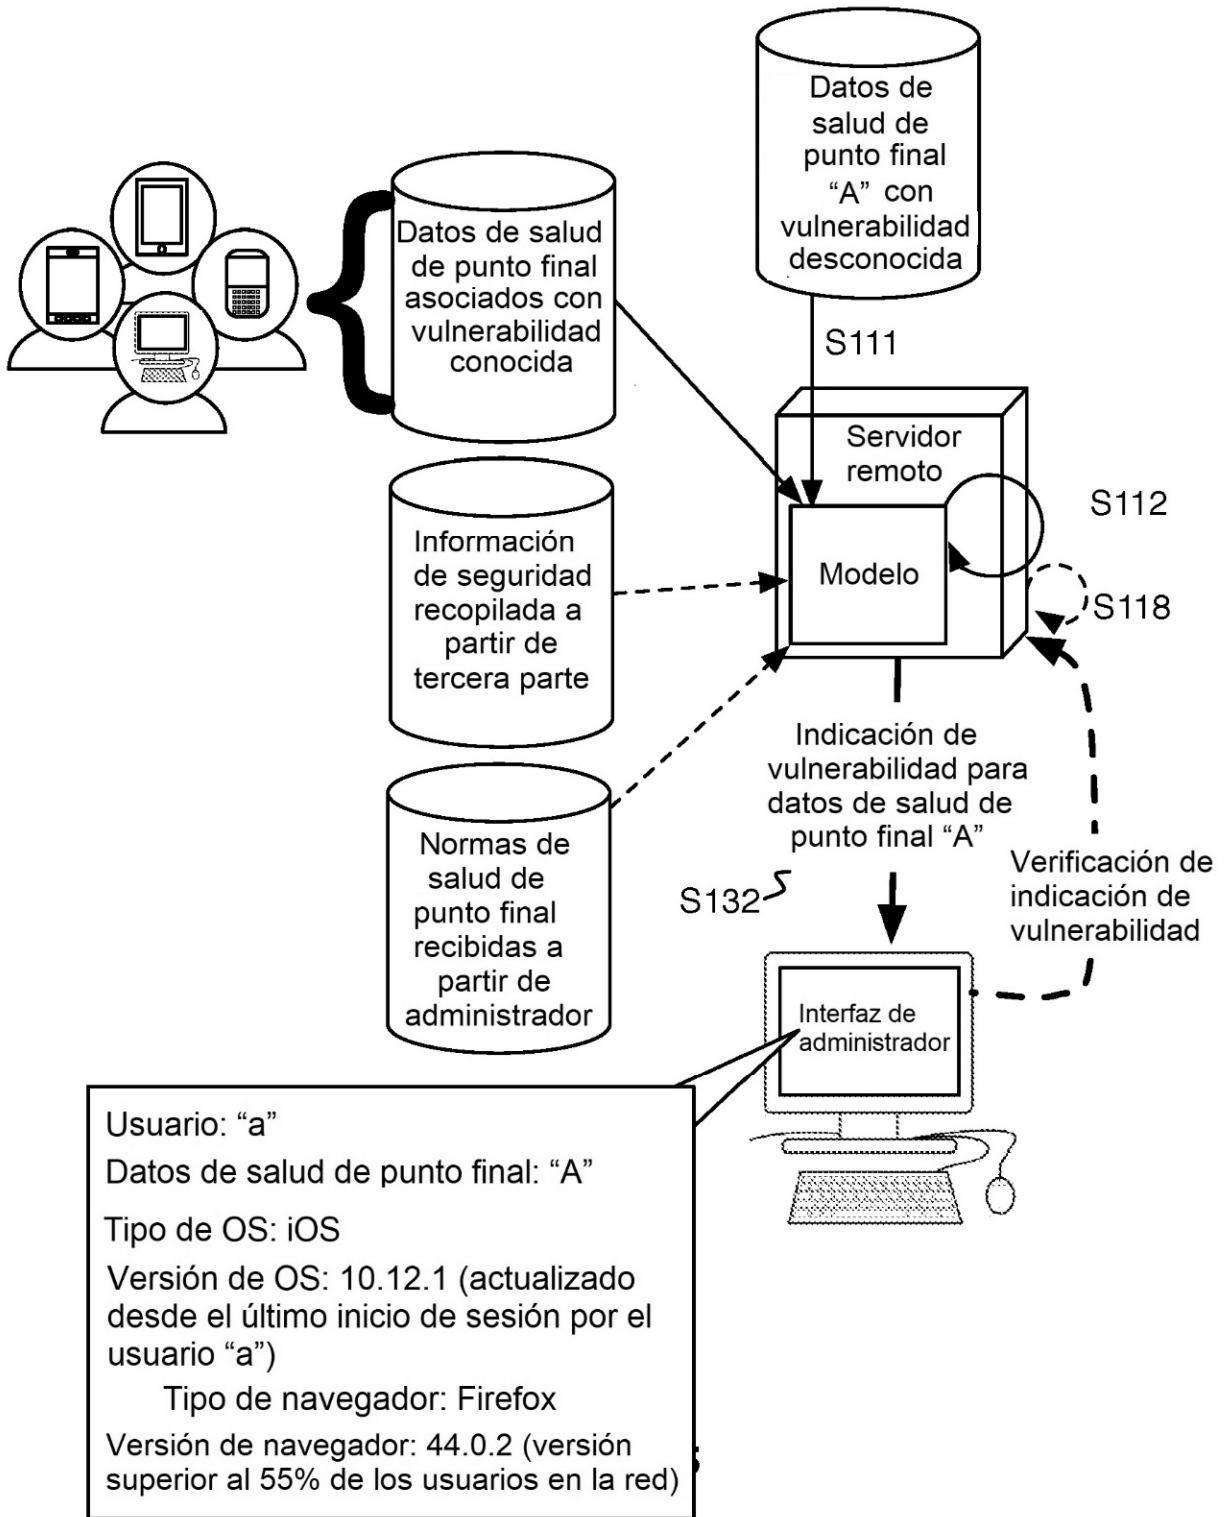 Datos de
salud de
punto final
“A” con
vulnerabilidad
desconocida
Datos de salud
de punto final
asociados con
vulnerabilidad
conocida
S111
Servidor
remoto
S112
Información
de seguridad
recopilada a
partir de
tercera parte
Modelo
S118
Indicación de
vulnerabilidad para
datos de salud de
punto final “A”
Normas de
salud de
punto final
recibidas a
partir de
administrador
S132
Verificación de
indicación de
vulnerabilidad
Interfaz de
administrador
Usuario: “a”
Datos de salud de punto final: “A”
Tipo de OS: iOS
Versión de OS: 10.12.1 (actualizado
desde el último inicio de sesión por el
usuario “a”)
Tipo de navegador: Firefox
Versión de navegador: 44.0.2 (versión
superior al 55% de los usuarios en la red)